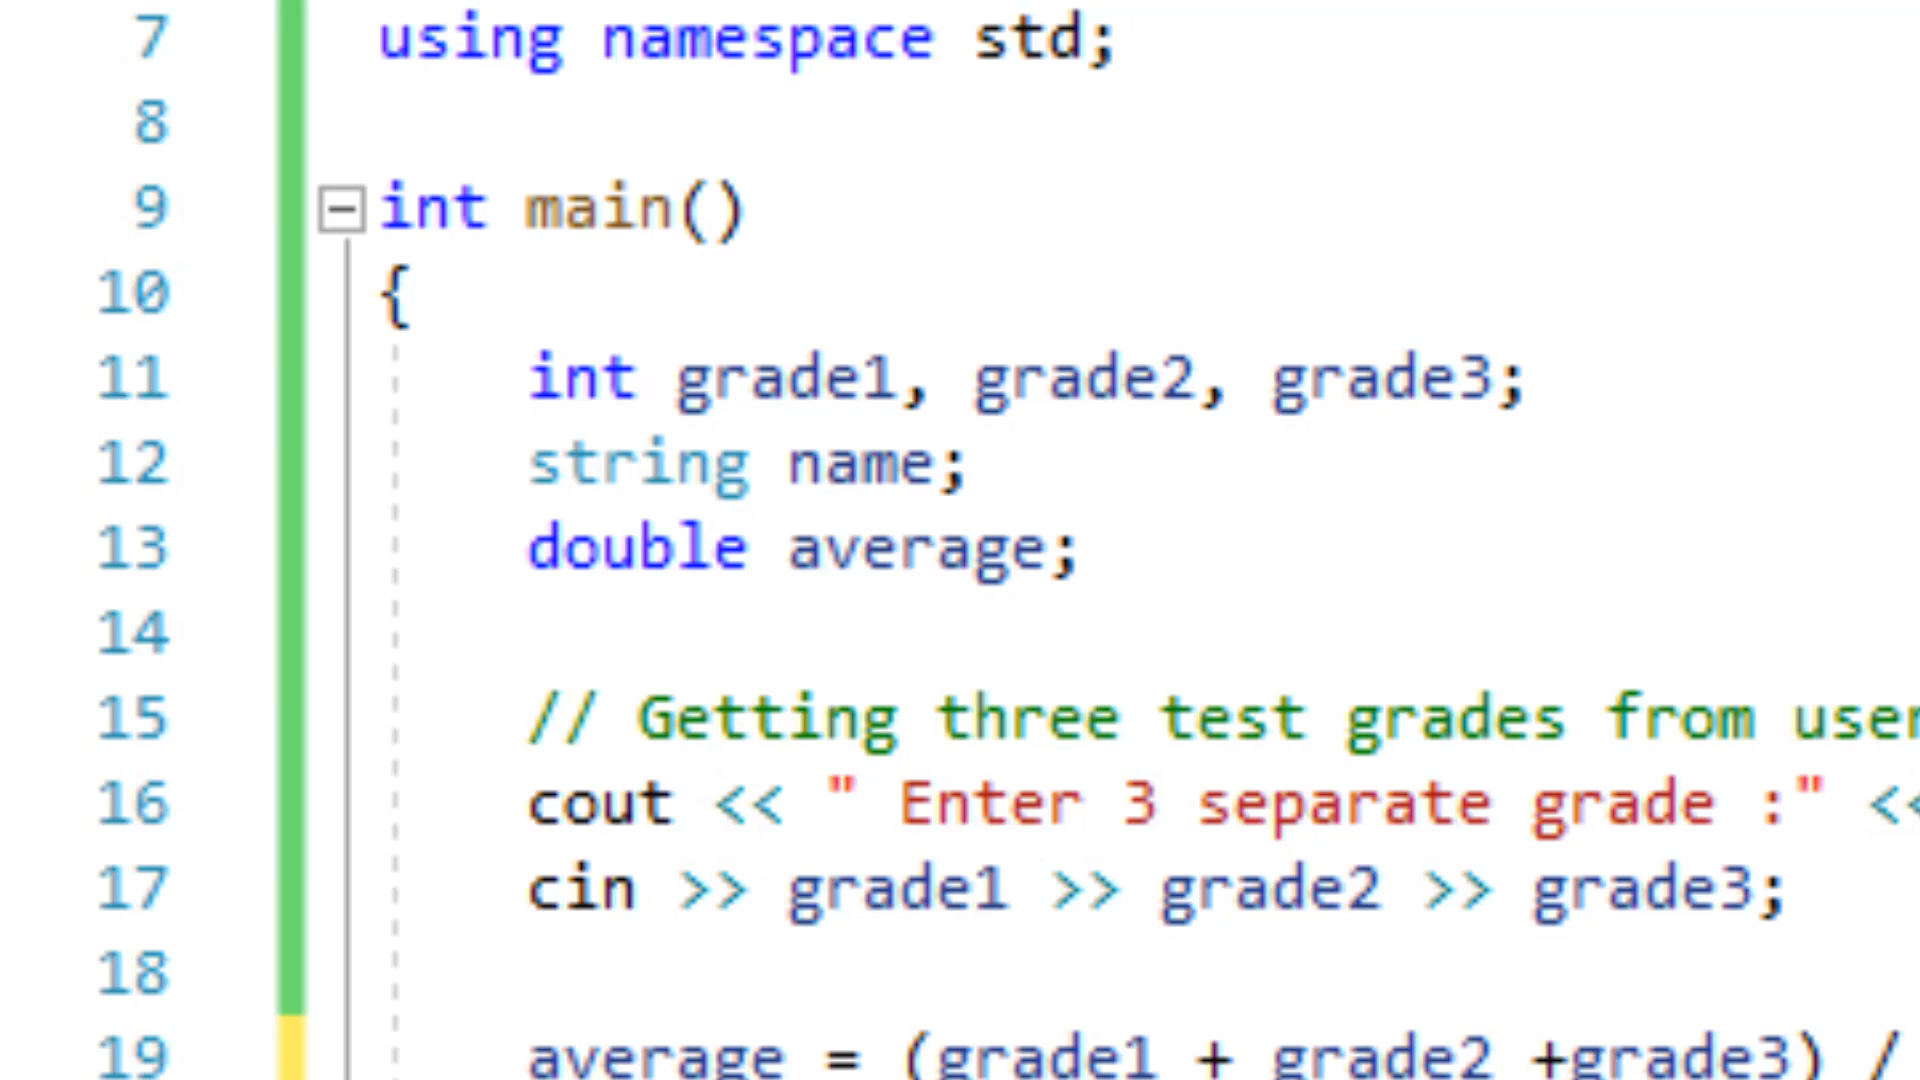 7 using namespace std;
8
9 int main()
10 {
11 int grade1, grade2, grade3;
12 string name;
13 double average;
14
15 // Getting three test grades from user
16 cout << " Enter 3 separate grade :" <<
17 cin >> grade1 >> grade2 >> grade3;
18
19 average = (grade1 + grade2 +grade3) /